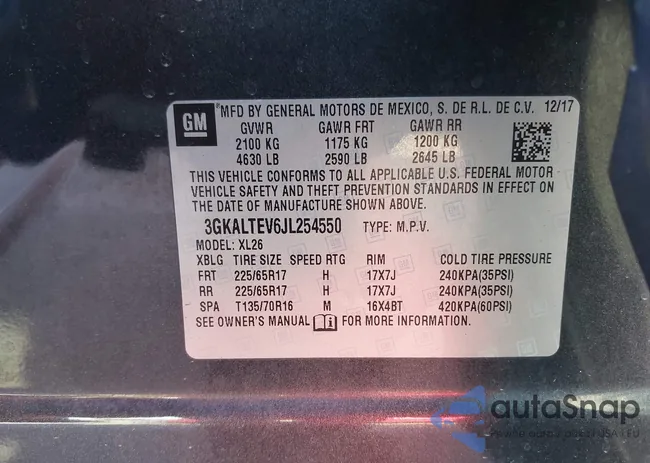 GM
*MFD BY GENERAL MOTORS DE MEXICO, S. DE R.L. DE C.V. 12/17
GVWR GAWR FRT GAWR RR
2100 KG 1175 KG 1200 KG
4630 LB 2590 LB 2645 LB
THIS VEHICLE CONFORMS TO ALL APPLICABLE U.S. FEDERAL MOTOR
VEHICLE SAFETY AND THEFT PREVENTION STANDARDS IN EFFECT ON
THE DATE OF MANUFACTURE SHOWN ABOVE.
3GKALTEV6JL254550 TYPE: M.P.V.
MODEL: XL26
XBLG TIRE SIZE SPEED RTG RIM COLD TIRE PRESSURE
FRT 225/65R17 H 17X7J 240KPA(35PSI)
RR 225/65R17 H 17X7J 240KPA(35PSI)
SPA T135/70R16 M 16X4BT 420KPA(60PSI)
SEE OWNER'S MANUAL FOR MORE INFORMATION.
autoSnap